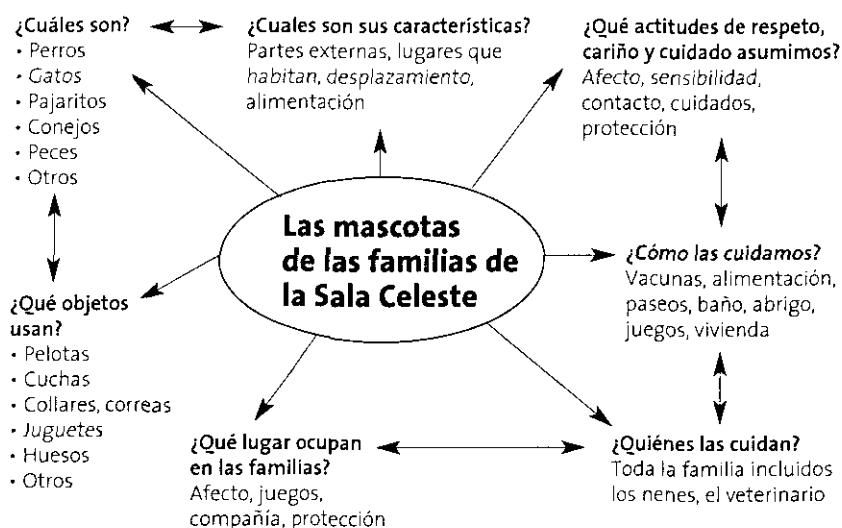 ¿Cuáles son?
• Perros
• Gatos
• Pajaritos
• Conejos
• Peces
• Otros
¿Cuales son sus características?
Partes externas, lugares que
habitan, desplazamiento,
alimentación
¿Qué actitudes de respeto,
cariño y cuidado asumimos?
Afecto, sensibilidad,
contacto, cuidados,
protección
Las mascotas
de las familias de
la Sala Celeste
¿Cómo las cuidamos?
Vacunas, alimentación,
paseos, baño, abrigo,
juegos, vivienda
¿Qué objetos
usan?
• Pelotas
• Cuchas
• Collares, correas
• Juguetes
• Huesos
• Otros
¿Qué lugar ocupan
en las familias?
Afecto, juegos,
compañía, protección
¿Quiénes las cuidan?
Toda la familia incluidos
los nenes, el veterinario